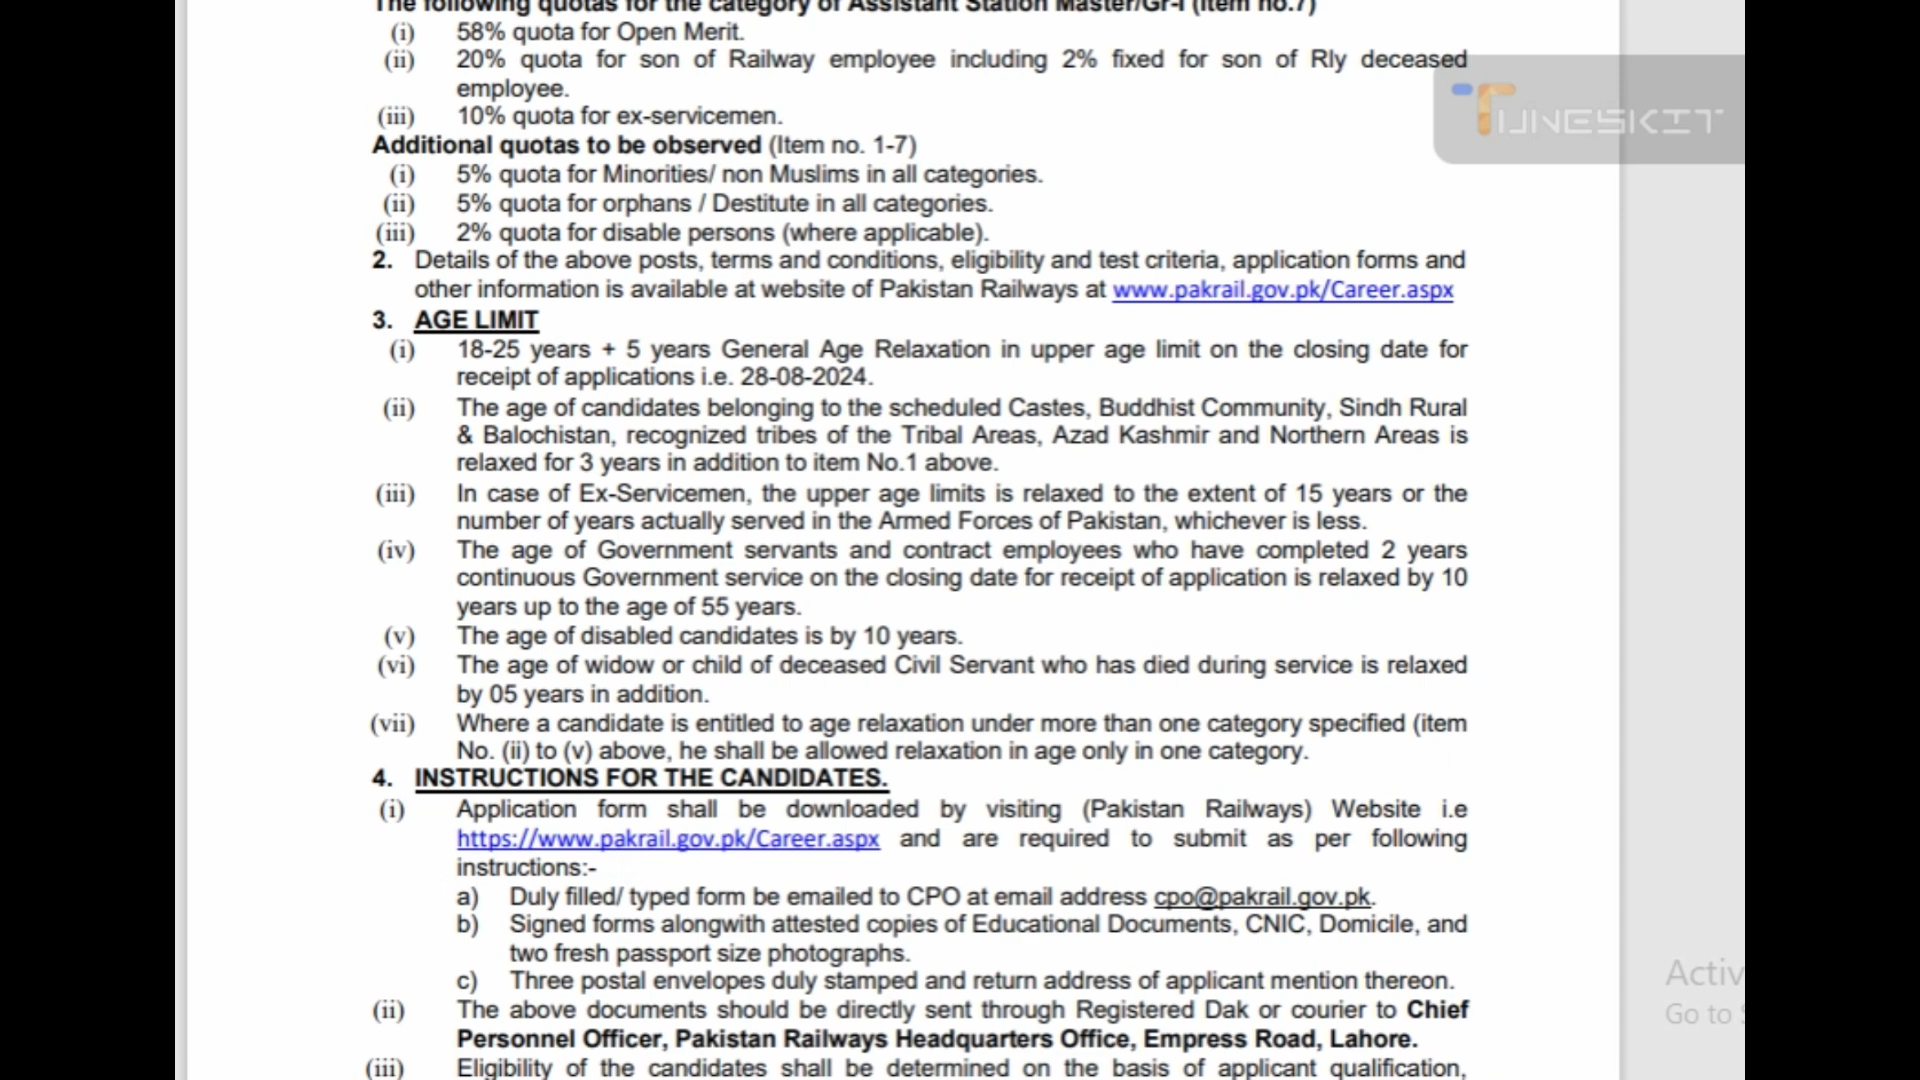 The following quotas for the category of Assistant Station Master/Gr-I (Item no.7)
(i) 58% quota for Open Merit.
(ii) 20% quota for son of Railway employee including 2% fixed for son of Rly deceased
employee.
(iii) 10% quota for ex-servicemen.
Additional quotas to be observed (Item no. 1-7)
(i) 5% quota for Minorities/ non Muslims in all categories.
(ii) 5% quota for orphans / Destitute in all categories.
(iii) 2% quota for disable persons (where applicable).
2. Details of the above posts, terms and conditions, eligibility and test criteria, application forms and
other information is available at website of Pakistan Railways at www.pakrail.gov.pk/Career.aspx
3. AGE LIMIT
(i) 18-25 years + 5 years General Age Relaxation in upper age limit on the closing date for
receipt of applications i.e. 28-08-2024.
(ii) The age of candidates belonging to the scheduled Castes, Buddhist Community, Sindh Rural
& Balochistan, recognized tribes of the Tribal Areas, Azad Kashmir and Northern Areas is
relaxed for 3 years in addition to item No.1 above.
(iii) In case of Ex-Servicemen, the upper age limits is relaxed to the extent of 15 years or the
number of years actually served in the Armed Forces of Pakistan, whichever is less.
(iv) The age of Government servants and contract employees who have completed 2 years
continuous Government service on the closing date for receipt of application is relaxed by 10
years up to the age of 55 years.
(v) The age of disabled candidates is by 10 years.
(vi) The age of widow or child of deceased Civil Servant who has died during service is relaxed
by 05 years in addition.
(vii) Where a candidate is entitled to age relaxation under more than one category specified (item
No. (ii) to (v) above, he shall be allowed relaxation in age only in one category.
4. INSTRUCTIONS FOR THE CANDIDATES.
(i) Application form shall be downloaded by visiting (Pakistan Railways) Website i.e
https://www.pakrail.gov.pk/Career.aspx and are required to submit as per following
instructions:-
a) Duly filled/ typed form be emailed to CPO at email address cpo@pakrail.gov.pk.
b) Signed forms alongwith attested copies of Educational Documents, CNIC, Domicile, and
two fresh passport size photographs.
c) Three postal envelopes duly stamped and return address of applicant mention thereon.
(ii) The above documents should be directly sent through Registered Dak or courier to Chief
Personnel Officer, Pakistan Railways Headquarters Office, Empress Road, Lahore.
(iii) Eligibility of the candidates shall be determined on the basis of applicant qualification,
TUNESKIT
Activ
Go to